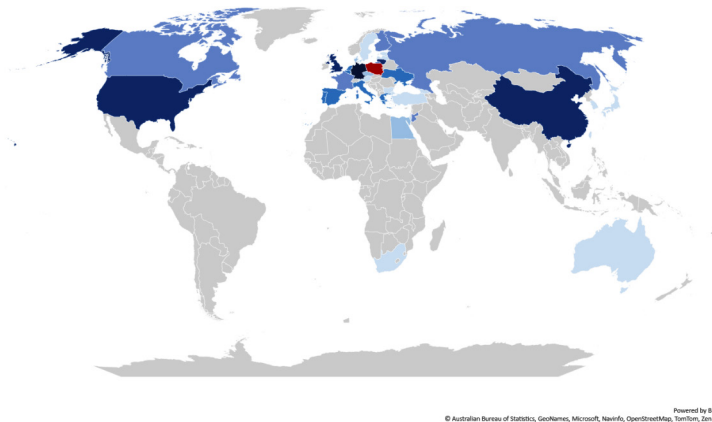 Powered by B
© Australian Bureau of Statistics, GeoNames, Microsoft, Navinfo, OpenStreetMap, TomTom, Zen